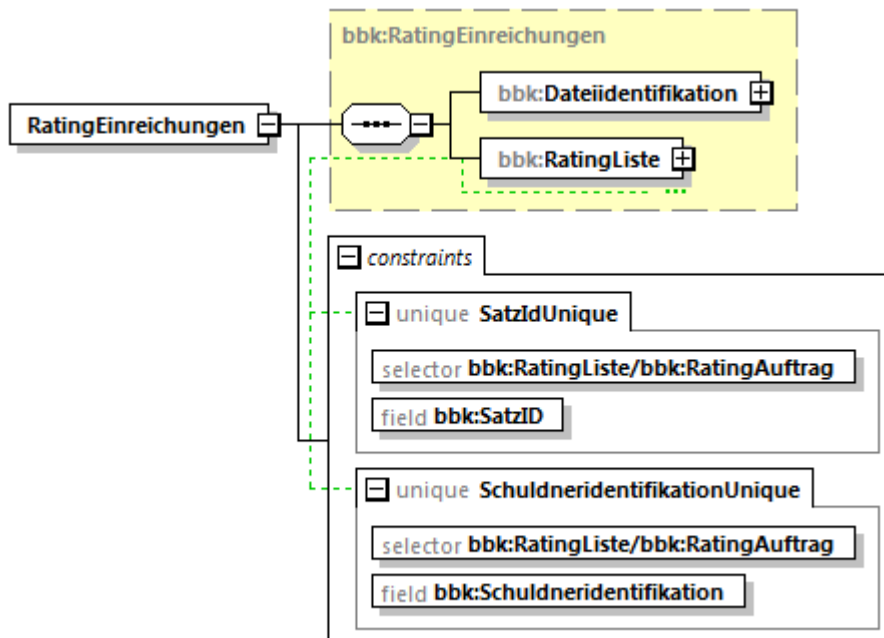 bbk:RatingEinreichungen
bbk:Dateiidentifikation
RatingEinreichungen
bbk:RatingListe
constraints
unique SatzIdUnique
selector bbk:RatingListe/bbk:RatingAuftrag
field bbk:SatzID
unique SchuldneridentifikationUnique
selector bbk:RatingListe/bbk:RatingAuftrag
field bbk:Schuldneridentifikation